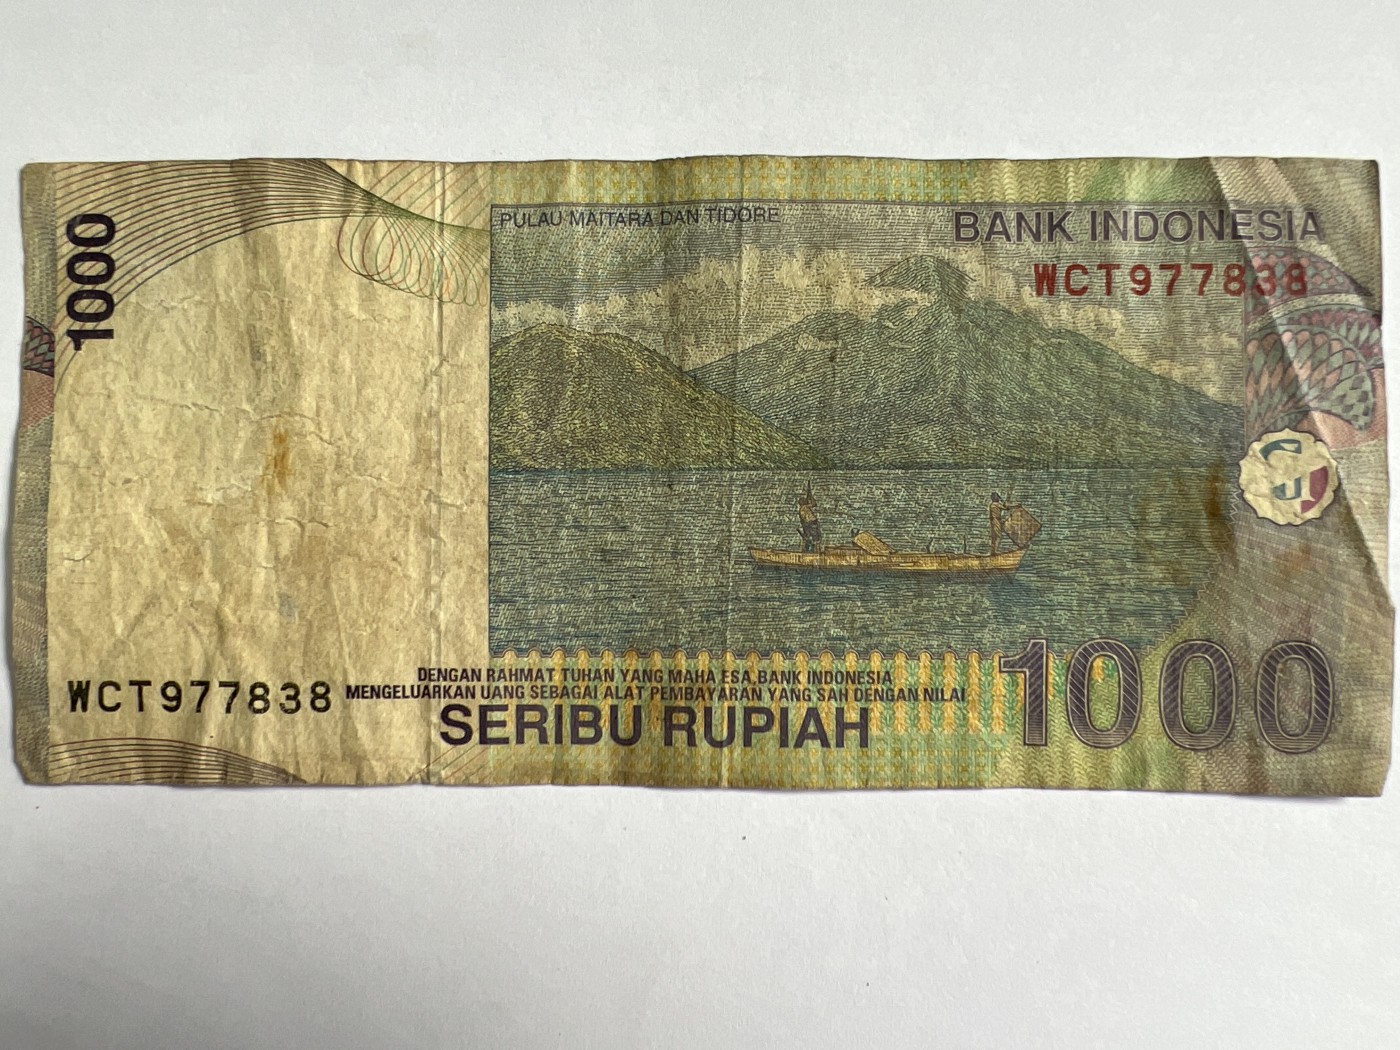 1000
PULAU MAITARA DAN TIDORE
BANK INDONESIA
WCT977838
WCT977838
DENGAN RAHMAT TUHAN YANG MAHA ESA,BANK INDONESIA
MENGELUARKAN UANG SEBAGAI ALAT PEMBAYARAN YANG SAH DENGAN NILAI
SERIBU RUPIAH
1000